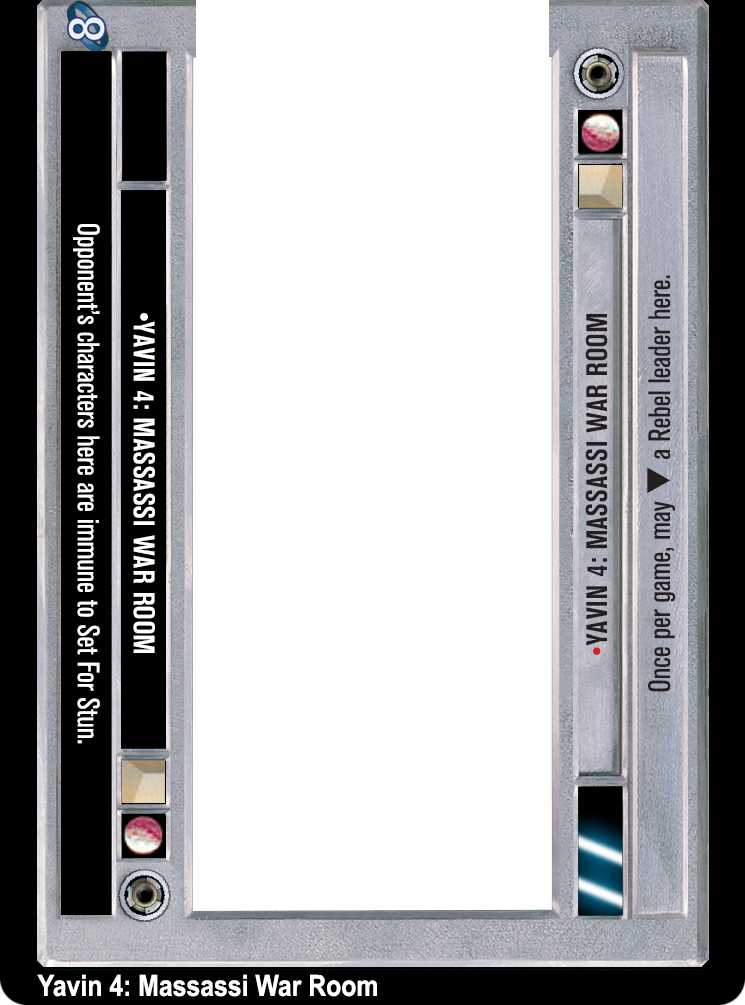 8
Opponent's characters here are immune to Set For Stun.
•YAVIN 4: MASSASSI WAR ROOM
•YAVIN 4: MASSASSI WAR ROOM
Once per game, may ▼ a Rebel leader here.
Yavin 4: Massassi War Room